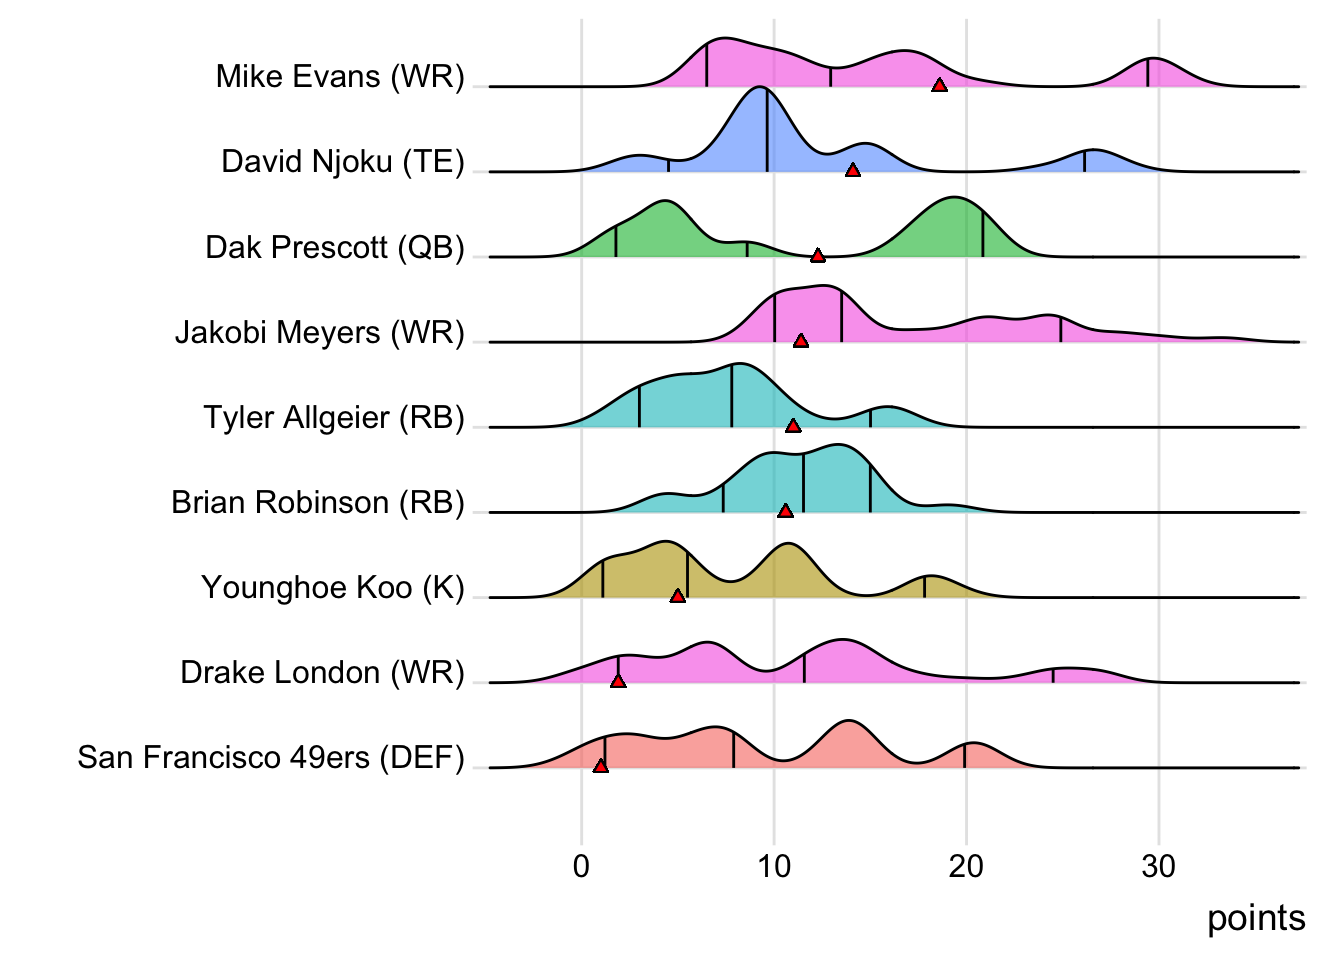 Mike Evans (WR)
David Njoku (TE)
Dak Prescott (QB)
Jakobi Meyers (WR)
Tyler Allgeier (RB)
Brian Robinson (RB)
Younghoe Koo (K)
Drake London (WR)
San Francisco 49ers (DEF)
0 10 20 30
points